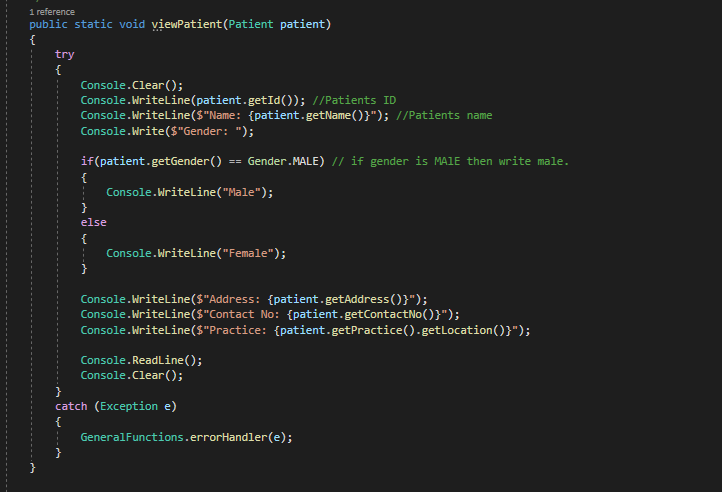 1 reference
public static void viewPatient(Patient patient)
{
try
{
Console.Clear();
Console.WriteLine(patient.getId()); //Patients ID
Console.WriteLine($"Name: {patient.getName()}"); //Patients name
Console.Write($"Gender: ");
if(patient.getGender() == Gender.MALE) // if gender is MAlE then write male.
{
Console.WriteLine("Male");
}
else
{
Console.WriteLine("Female");
}
Console.WriteLine($"Address: {patient.getAddress()}");
Console.WriteLine($"Contact No: {patient.getContactNo()}");
Console.WriteLine($"Practice: {patient.getPractice().getLocation()}");
Console.ReadLine();
Console.Clear();
}
catch (Exception e)
{
GeneralFunctions.errorHandler(e);
}
}